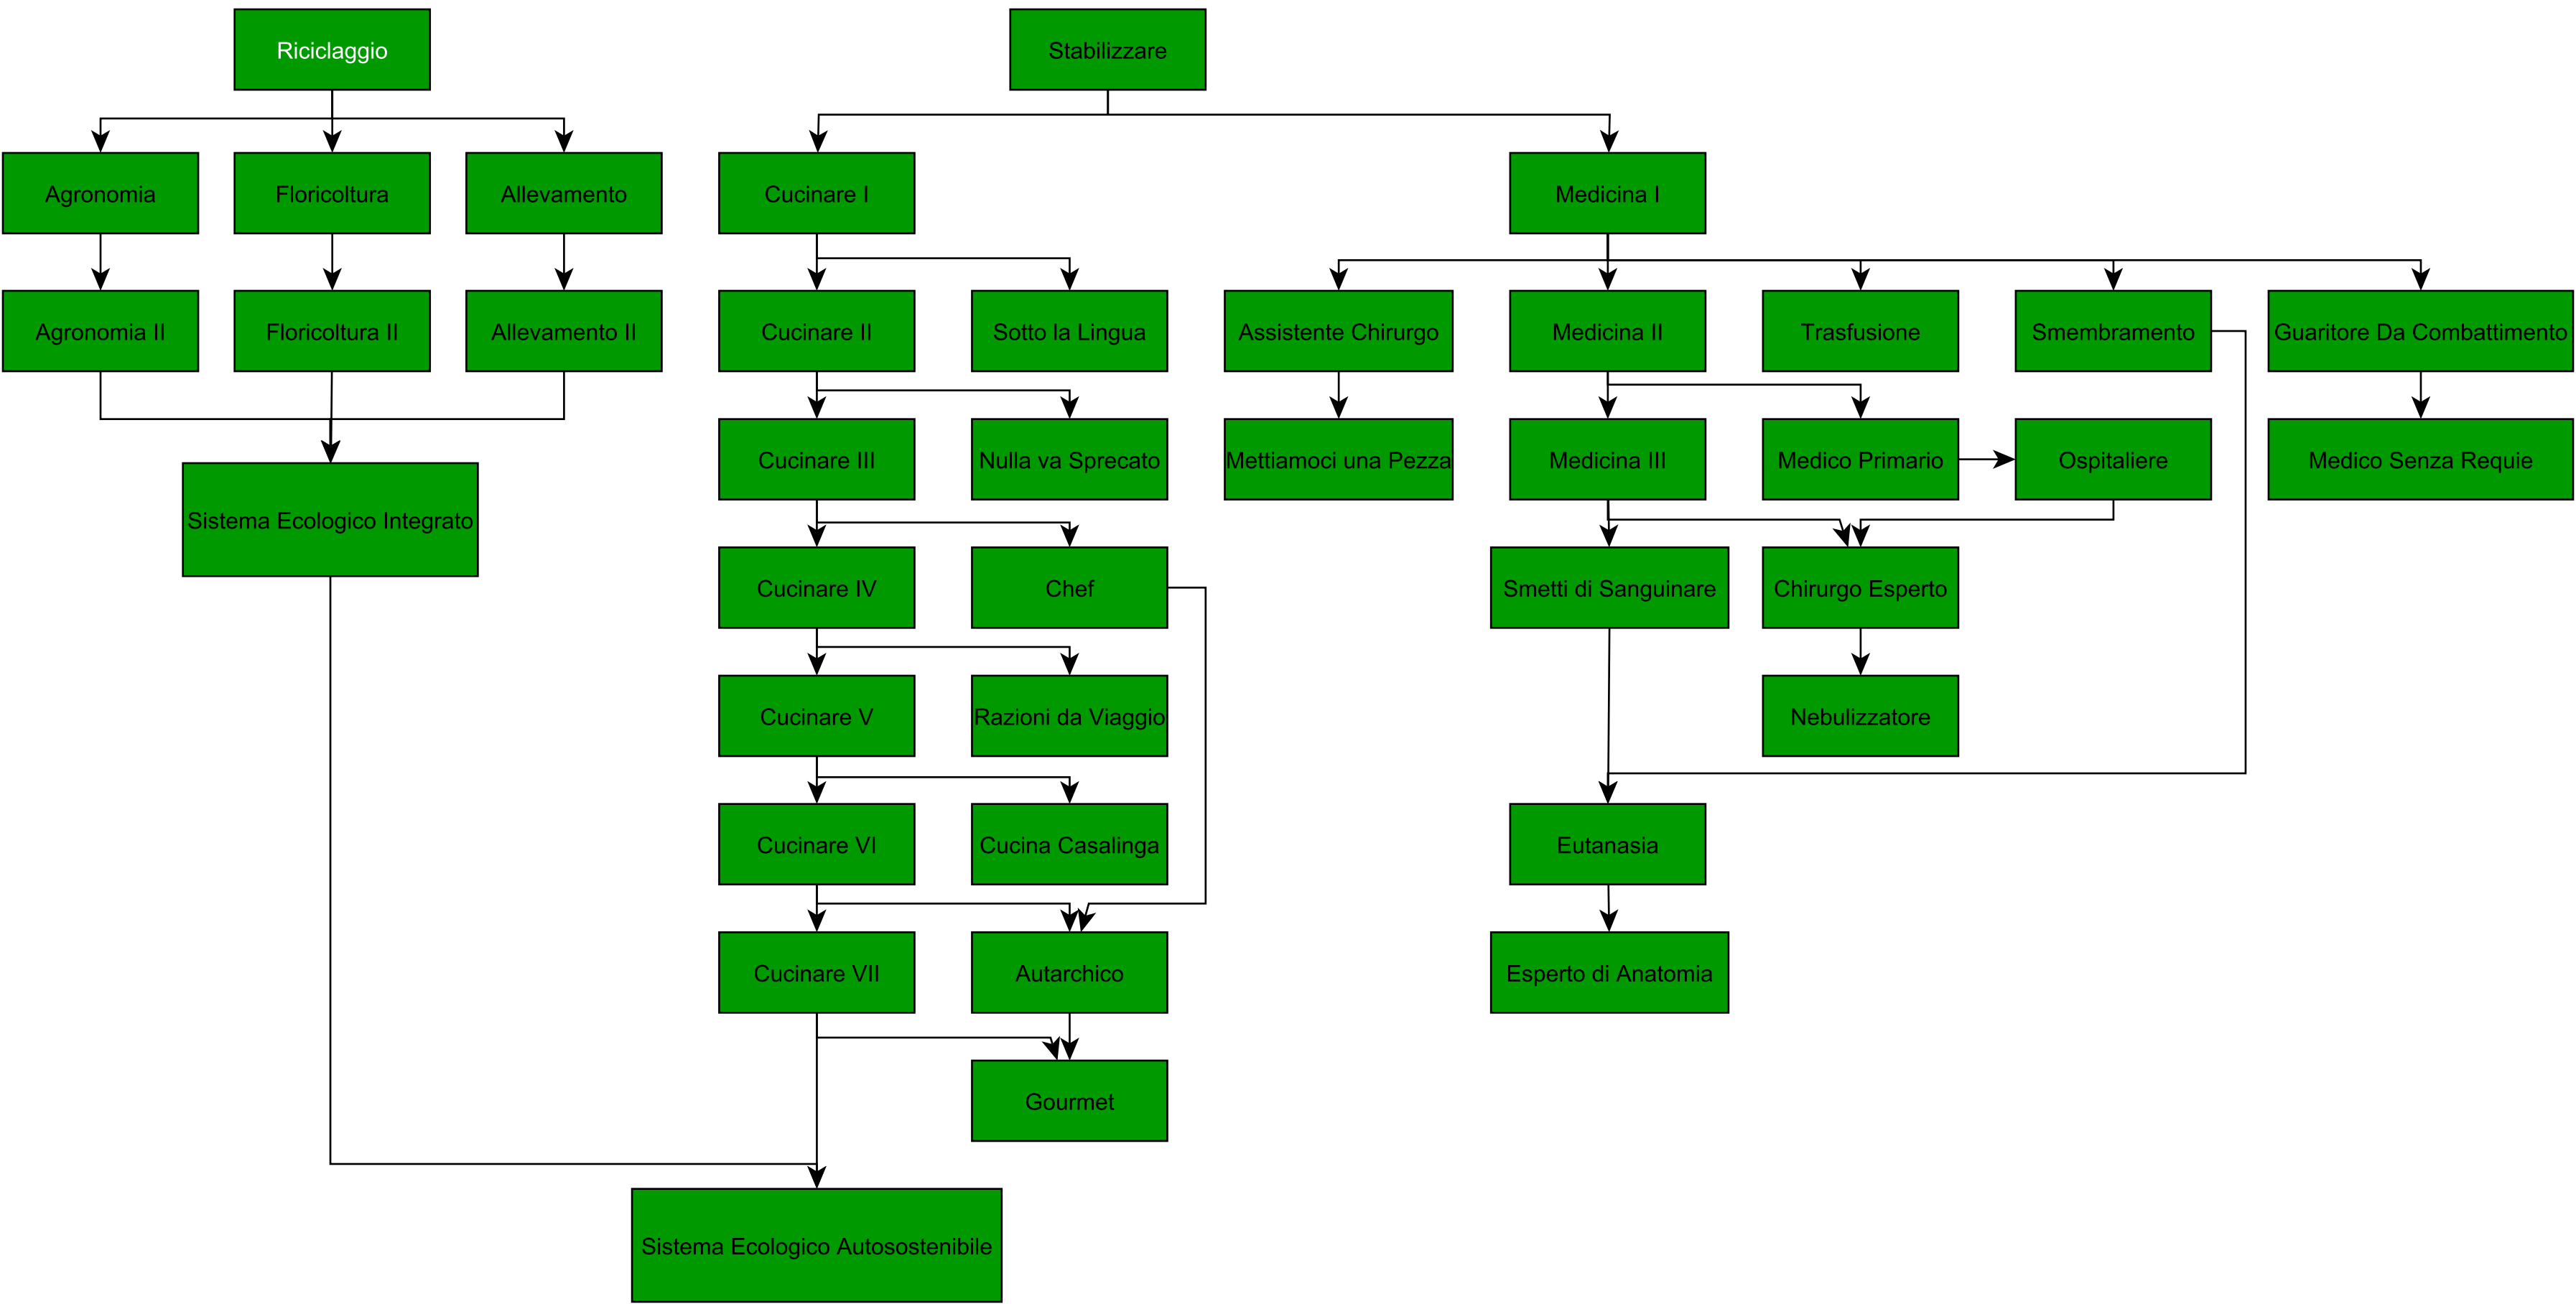 Riciclaggio
Stabilizzare
Agronomia
Floricoltura
Allevamento
Cucinare I
Medicina I
Agronomia II
Floricoltura II
Allevamento II
Cucinare II
Sotto la Lingua
Assistente Chirurgo
Medicina II
Trasfusione
Smembramento
Guaritore Da Combattimento
Cucinare III
Nulla va Sprecato
Mettiamoci una Pezza
Medicina III
Medico Primario
Ospitaliere
Medico Senza Requie
Sistema Ecologico Integrato
Cucinare IV
Chef
Smetti di Sanguinare
Chirurgo Esperto
Cucinare V
Razioni da Viaggio
Nebulizzatore
Cucinare VI
Cucina Casalinga
Eutanasia
Cucinare VII
Autarchico
Esperto di Anatomia
Gourmet
Sistema Ecologico Autosostenibile